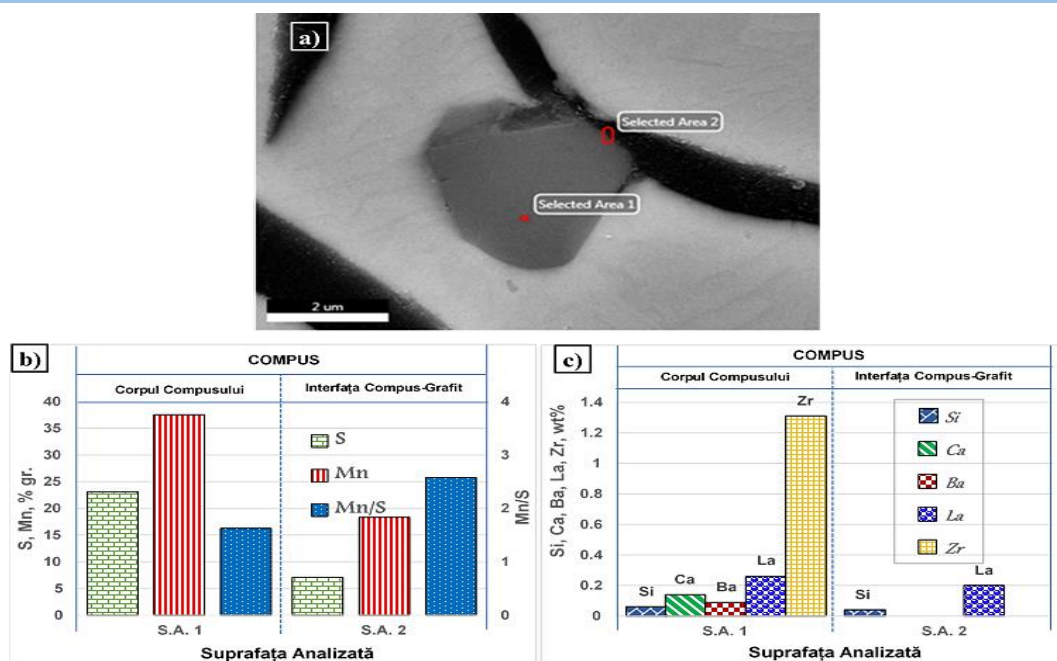 a)
Selected Area 2
Selected Area 1
2 um
b)
COMPUS
Corpul Compusului
Interfața Compus-Grafit
40
35
30
25
20
15
10
5
0
S, Mn, % gr.
S
Mn
Mn/S
4
3
2
1
0
Mn/S
S.A. 1
S.A. 2
Suprafața Analizată
c)
COMPUS
Corpul Compusului
Interfața Compus-Grafit
1.4
1.2
1
0.8
0.6
0.4
0.2
0
Si, Ca, Ba, La, Zr, wt%
Si
Ca
Ba
La
Zr
Si
Ca
Ba
La
Zr
Si
La
S.A. 1
S.A. 2
Suprafața Analizată